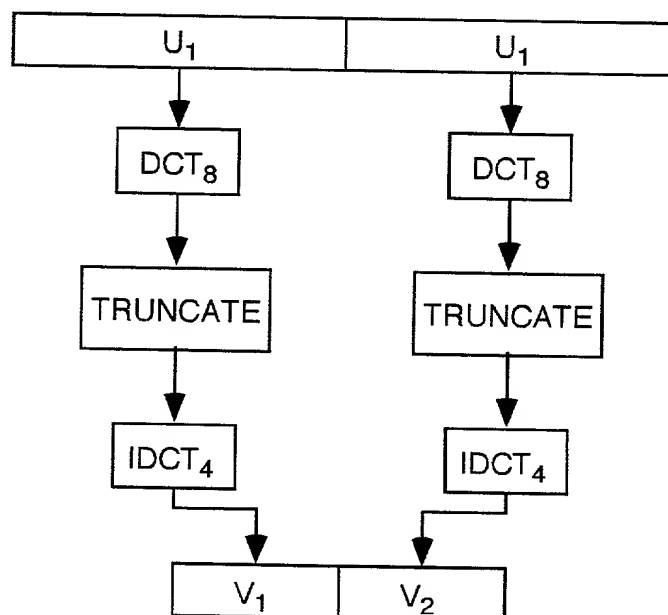 U₁ U₁
DCT₈ DCT₈
TRUNCATE TRUNCATE
IDCT₄ IDCT₄
V₁ V₂